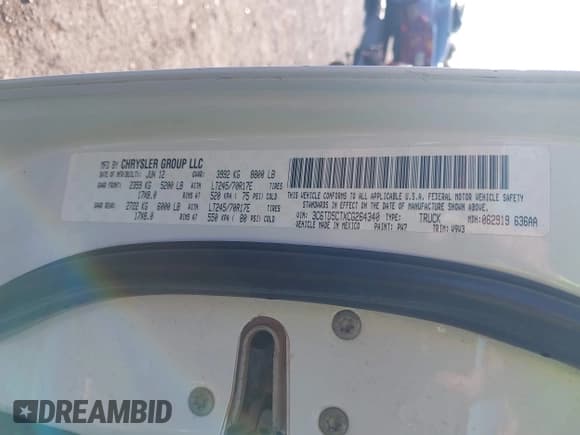 MFD BY CHRYSLER GROUP LLC
DATE OF MFR/BUILT: JUN 12 GVWR: 3992 KG 8800 LB
GAWR FRONT: 2359 KG 5200 LB WITH LT245/70R17E TIRES
17X8.0 RIMS AT 520 KPA ( 75 PSI) COLD
GAWR REAR: 2722 KG 6000 LB WITH LT245/70R17E TIRES
17X8.0 RIMS AT 550 KPA ( 80 PSI) COLD
THIS VEHICLE CONFORMS TO ALL APPLICABLE U.S.A. FEDERAL MOTOR VEHICLE SAFETY
STANDARDS IN EFFECT ON THE DATE OF MANUFACTURE SHOWN ABOVE.
VIN: 3C6TD5CTXCG264340 TYPE: TRUCK MDH: 062919 636AA
VEHICLE MADE IN MEXICO PAINT: PW7 TRIM: V9V3
DREAMBID